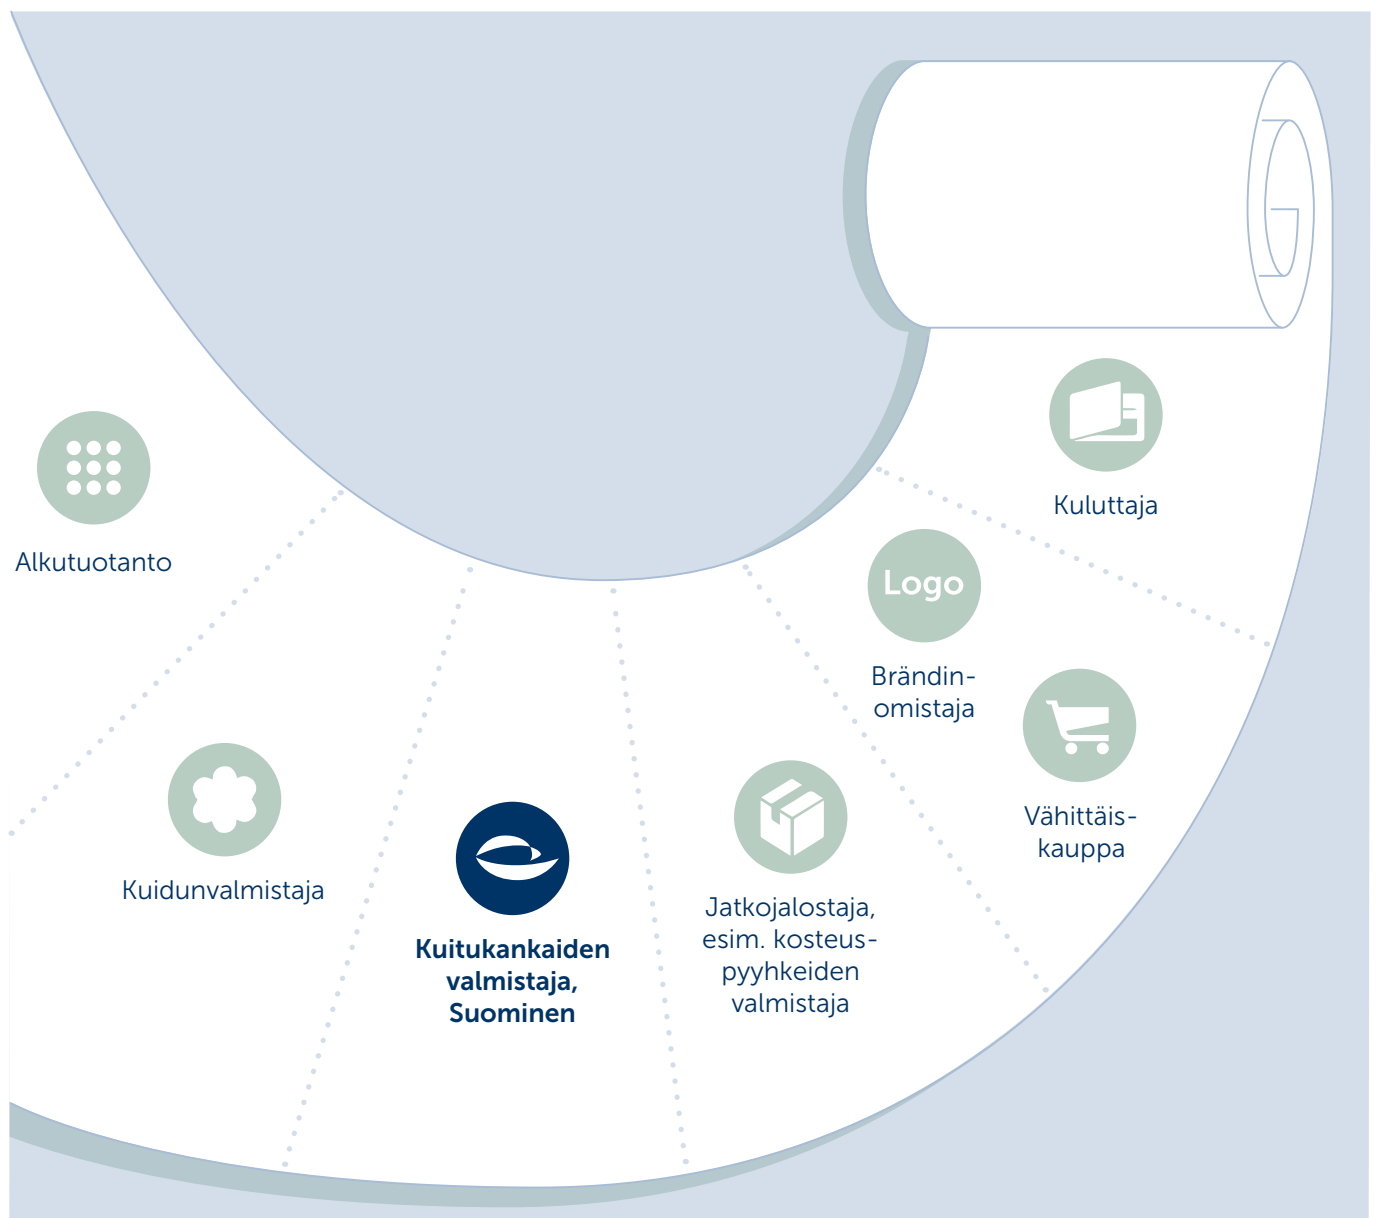 Alkutuotanto
Kuidunvalmistaja
Kuitukankaiden
valmistaja,
Suominen
Jatkojalostaja,
esim. kosteus-
pyyhkeiden
valmistaja
Logo
Brändin-
omistaja
Vähittäis-
kauppa
Kuluttaja